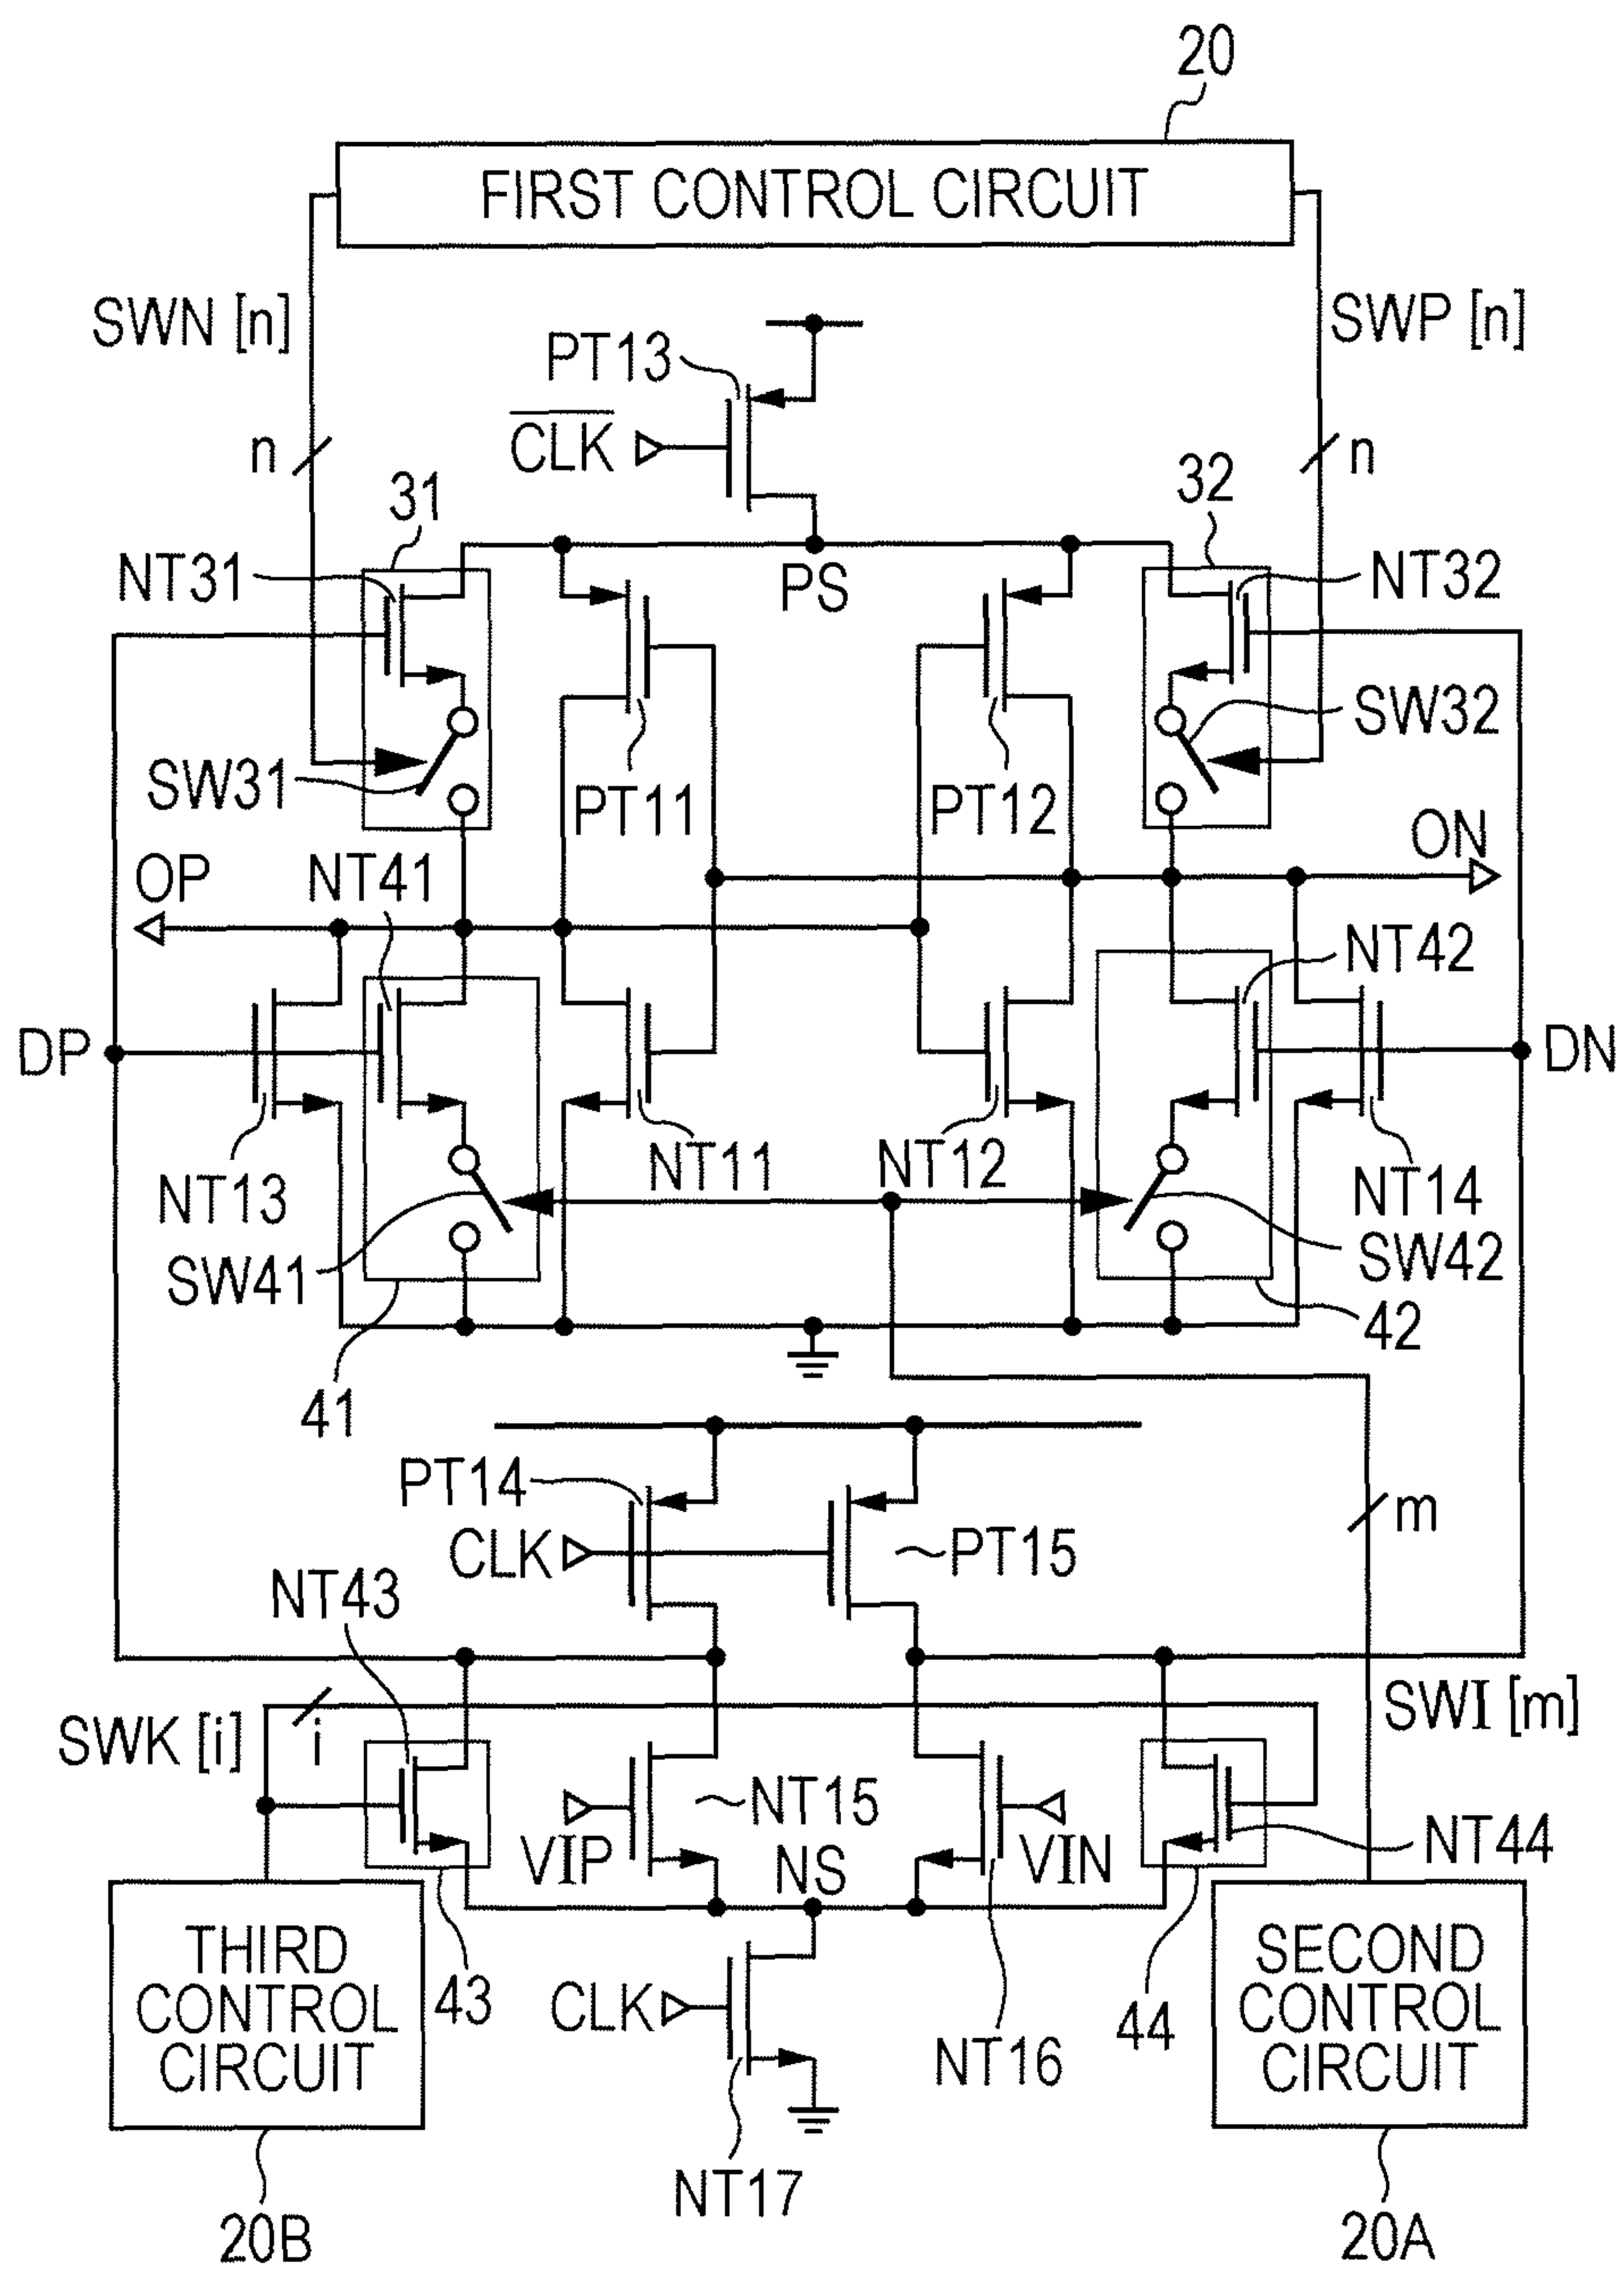 20
FIRST CONTROL CIRCUIT
SWN [n]
SWP [n]
PT13
CLK
n
n
31
32
NT31
PS
NT32
SW32
SW31
PT11
PT12
OP
NT41
ON
NT42
DP
DN
NT13
NT11
NT12
NT14
SW41
SW42
42
41
PT14
m
CLK
PT15
NT43
SWK [i]
i
SWI [m]
NT15
VIP
NS
VIN
NT44
THIRD
CONTROL
CIRCUIT
43
CLK
44
SECOND
CONTROL
CIRCUIT
NT16
NT17
20B
20A